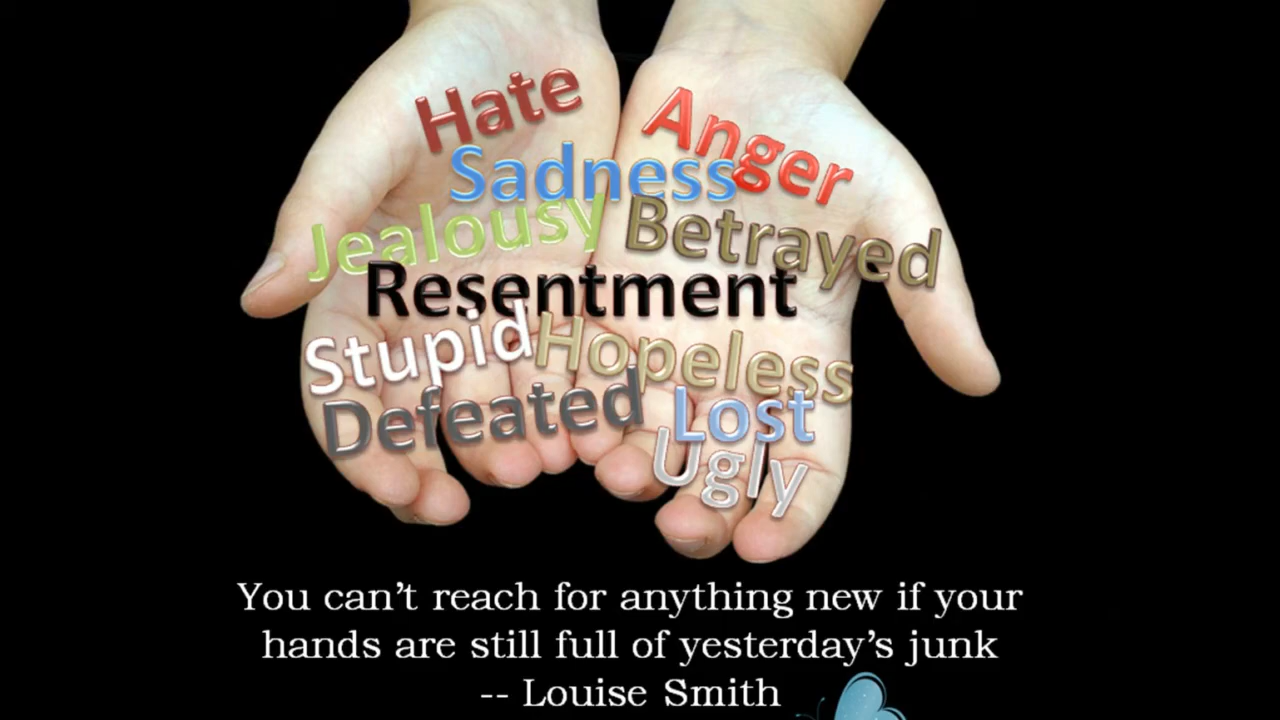 Hate
Anger
Sadness
Jealousy
Betrayed
Resentment
Stupid
Hopeless
Defeated
Lost
Ugly
You can't reach for anything new if your
hands are still full of yesterday's junk
-- Louise Smith